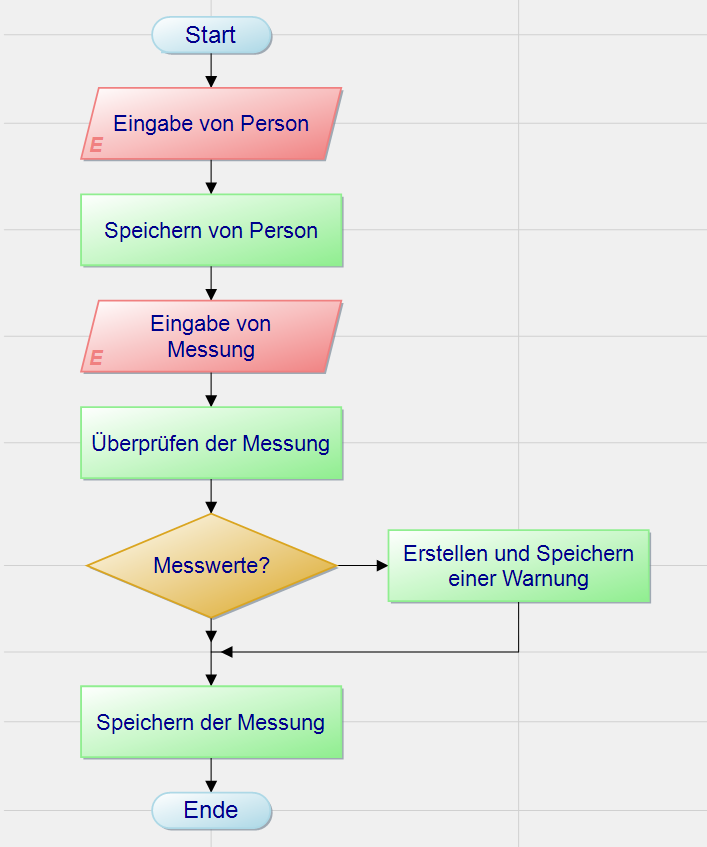 Start
Eingabe von Person
E
Speichern von Person
Eingabe von
Messung
E
Überprüfen der Messung
Messwerte?
Erstellen und Speichern
einer Warnung
Speichern der Messung
Ende